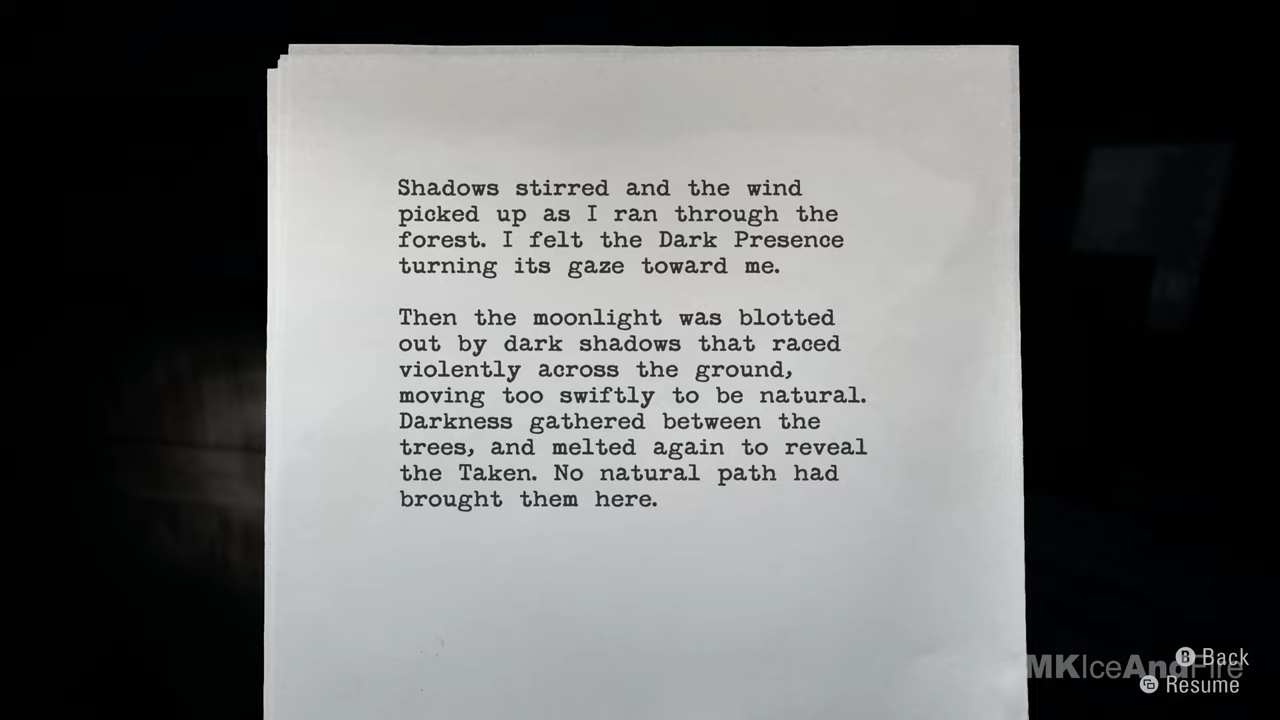 Shadows stirred and the wind
picked up as I ran through the
forest. I felt the Dark Presence
turning its gaze toward me.
Then the moonlight was blotted
out by dark shadows that raced
violently across the ground,
moving too swiftly to be natural.
Darkness gathered between the
trees, and melted again to reveal
the Taken. No natural path had
brought them here.
MKIceAndFire
B Back
Resume